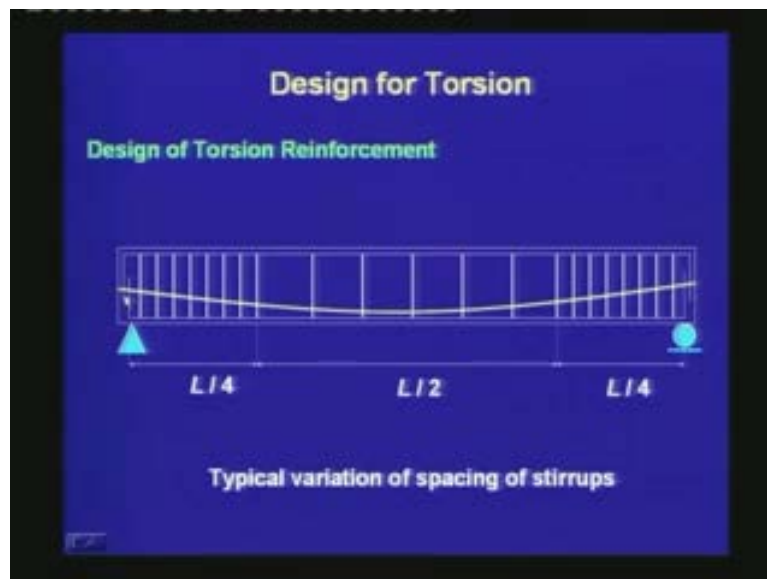 Design for Torsion
Design of Torsion Reinforcement
L / 4
L / 2
L / 4
Typical variation of spacing of stirrups